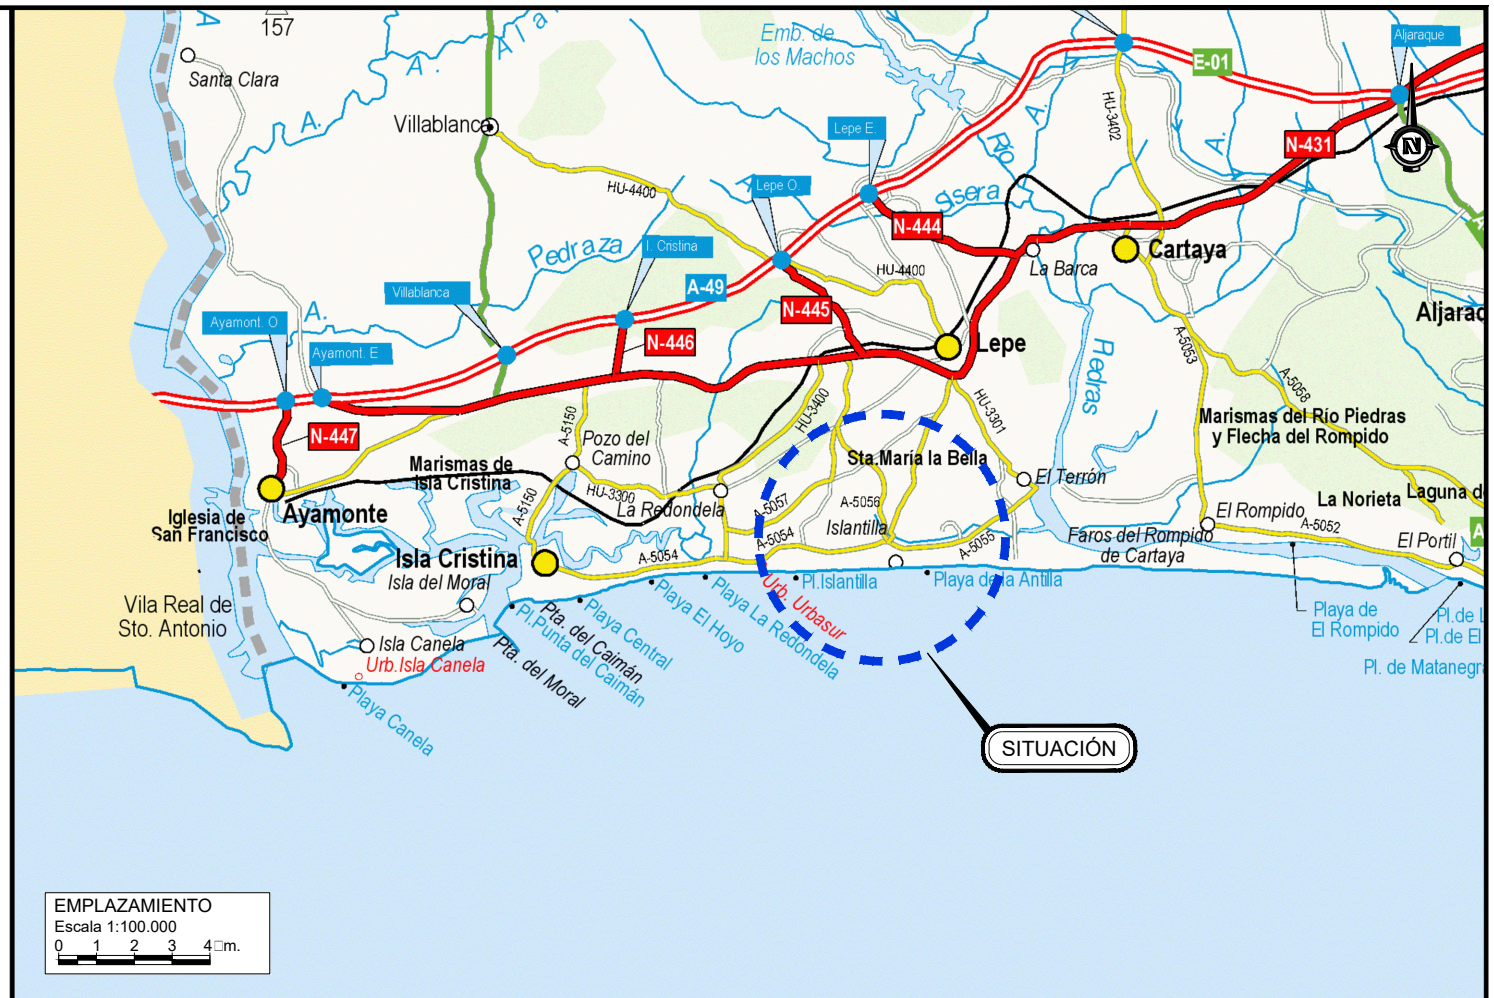 157
Santa Clara
A.
A l a
A.
A
A.
Villablanca
Emb. de
los Machos
E-01
Aljaraque
N
Lepe E.
Río
A.
HU-3402
A.
N-431
HU-4400
A
Lepe O.
N-444
HU-4400
La Barca
Cartaya
Pedraza
I. Cristina
A-49
N-445
Villablanca
A.
Ayamont. O
Ayamont. E
N-446
Lepe
Piedras
A-5053
A-5058
N-447
A-5150
HU-3400
HU-3301
Marismas del Río Piedras
y Flecha del Rompido
Pozo del
Camino
Marismas de
Isla Cristina
HU-3300
A-5150
La Redondela
Sta.María la Bella
A-5057
A-5056
A-5054
Islantilla
A-5055
El Terrón
La Norieta
Laguna d
El Rompido
A-5052
El Portil
A
Faros del Rompido
de Cartaya
Ayamonte
Iglesia de
San Francisco
Isla Cristina
A-5054
Isla del Moral
Vila Real de
Sto. Antonio
Isla Canela
Urb.Isla Canela
Playa Canela
Pta. del Moral
Pl.Punta del Caimán
Pta. del Caimán
Playa Central
Playa El Hoyo
Playa La Redondela
Urb. Urbasur
Pl.Islantilla
Playa de la Antilla
Playa de
El Rompido
Pl.de L
Pl.de El
Pl. de Matanegra
SITUACIÓN
EMPLAZAMIENTO
Escala 1:100.000
0 1 2 3 4□m.